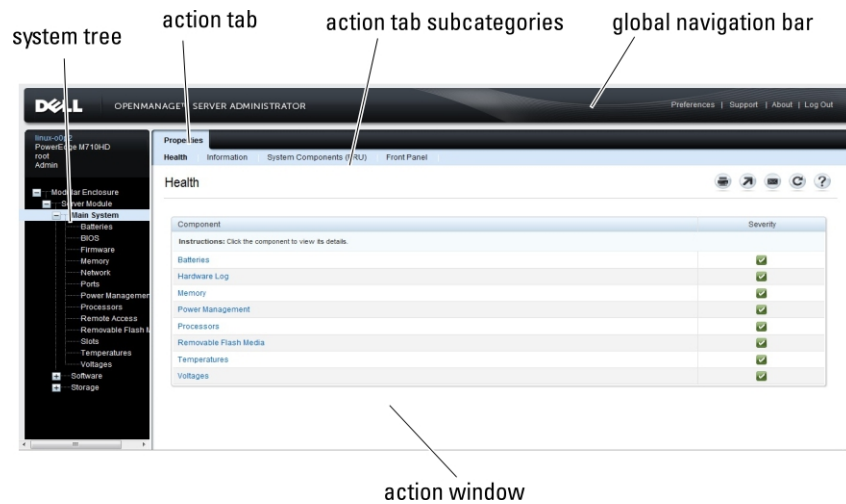 system tree
action tab
action tab subcategories
global navigation bar
DELL
OPENMANAGE™ SERVER ADMINISTRATOR
Preferences | Support | About | Log Out
PowerEdge M710HD
root
Admin
Properties
Health Information System Components (FRU) Front Panel
Health
Modular Enclosure
Server Module
Main System
Batteries
BIOS
Firmware
Memory
Network
Ports
Power Managemen
Processors
Remote Access
Removable Flash M
Slots
Temperatures
Voltages
Software
Storage
Component Severity
Instructions: Click the component to view its details.
Batteries
Hardware Log
Memory
Power Management
Processors
Removable Flash Media
Temperatures
Voltages
action window